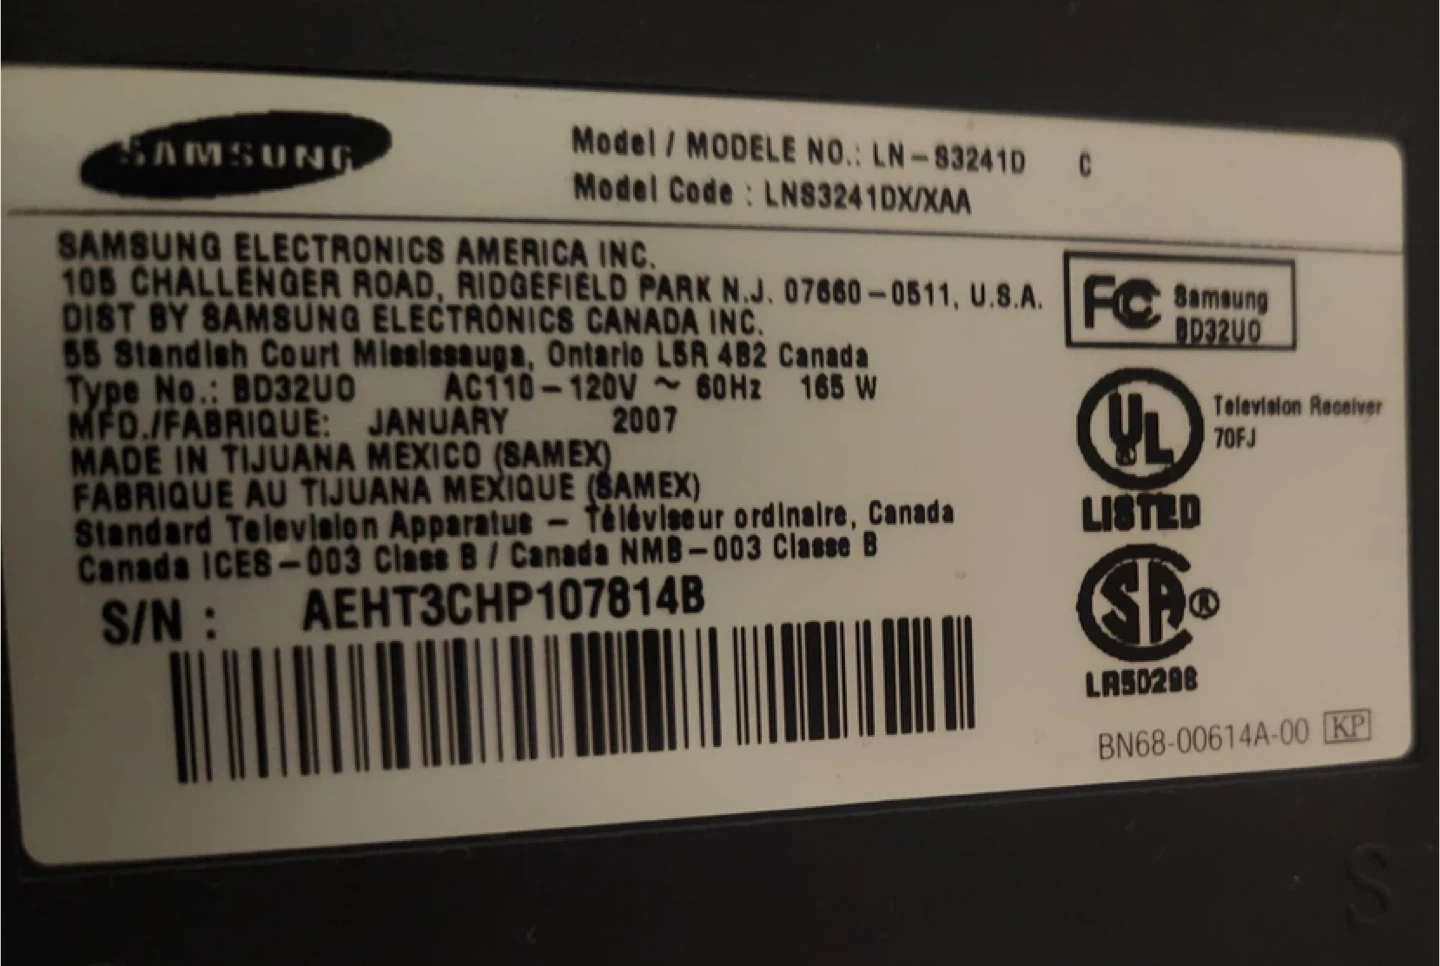 SAMSUNG
Model / MODELE NO.: LN-S3241D C
Model Code : LNS3241DX/XAA
SAMSUNG ELECTRONICS AMERICA INC.
105 CHALLENGER ROAD, RIDGEFIELD PARK N.J. 07660-0511, U.S.A.
DIST BY SAMSUNG ELECTRONICS CANADA INC.
55 Standish Court Mississauga, Ontario L5R 4B2 Canada
Type No.: BD32UO AC110-120V ~ 60Hz 165 W
MFD./FABRIQUE: JANUARY 2007
MADE IN TIJUANA MEXICO (SAMEX)
FABRIQUE AU TIJUANA MEXIQUE (SAMEX)
Standard Television Apparatus - Téléviseur ordinaire, Canada
Canada ICES-003 Class B / Canada NMB-003 Classe B
S/N : AEHT3CHP107814B
FC Samsung
BD32UO
UL ® Television Receiver
70FJ
LISTED
SA ®
LR50298
BN68-00614A-00 KP
S